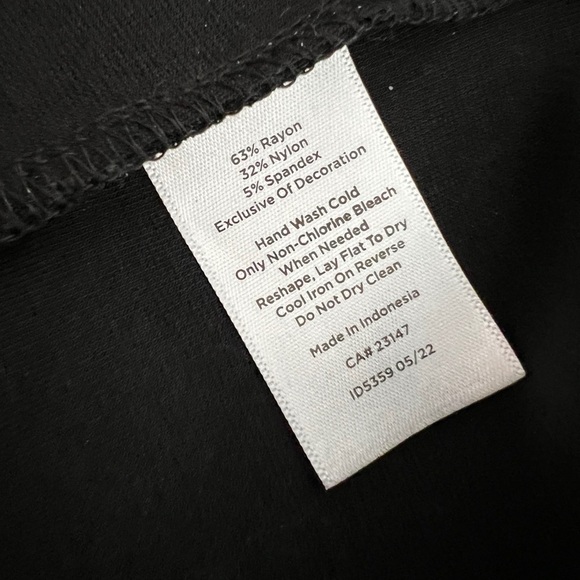 63% Rayon
32% Nylon
5% Spandex
Exclusive Of Decoration
Hand Wash Cold
Only Non-Chlorine Bleach
When Needed
Reshape, Lay Flat To Dry
Cool Iron On Reverse
Do Not Dry Clean
Made In Indonesia
CA# 23147
ID5359 05/22